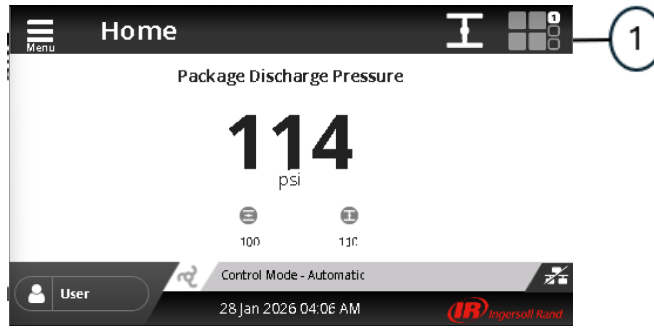 Menu
Home
1
1
Package Discharge Pressure
114
psi
100 110
Control Mode - Automatic
User
28 Jan 2026 04:06 AM
IR Ingersoll Rand